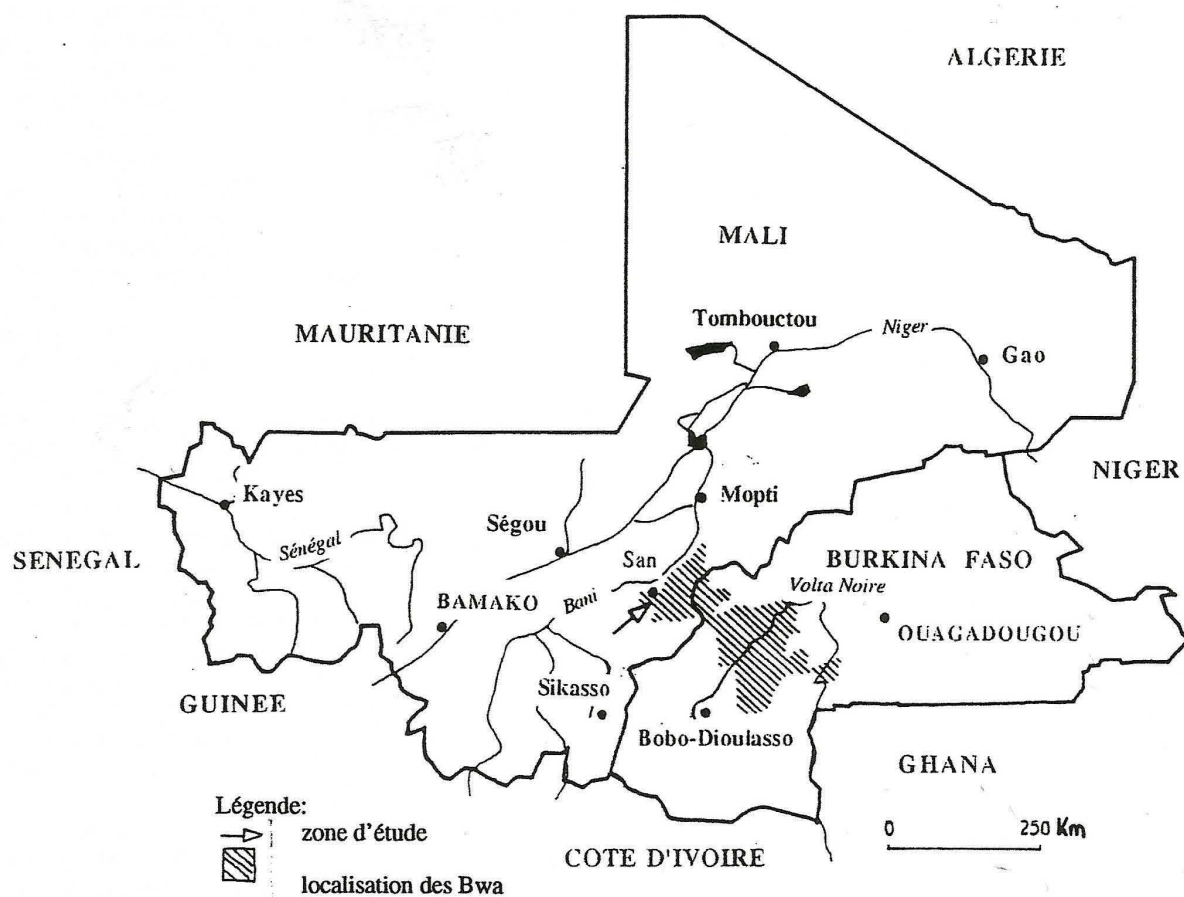 ALGERIE
MALI
Tombouctou
Niger
MAURITANIE
Gao
NIGER
Kayes
Mopti
Ségou
Sénégal
SENEGAL
San
BURKINA FASO
Volta Noire
Bani
BAMAKO
OUAGADOUGOU
Sikasso
GUINEE
Bobo-Dioulasso
GHANA
Légende:
zone d'étude
0 250 Km
COTE D'IVOIRE
localisation des Bwa